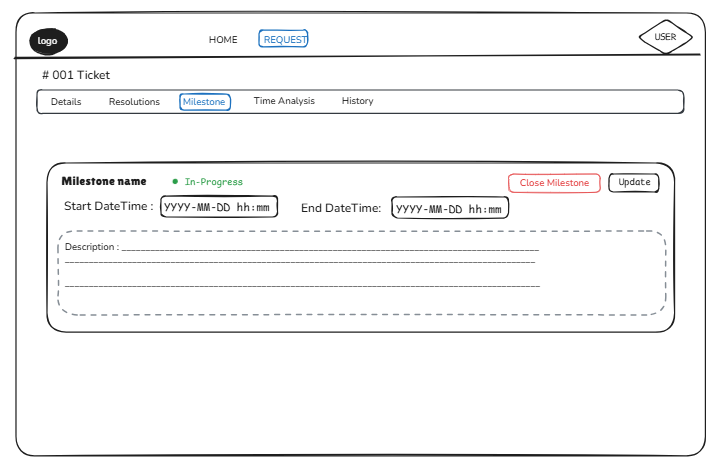 logo HOME REQUEST USER
# 001 Ticket
Details Resolutions Milestone Time Analysis History
Milestone name In-Progress Close Milestone Update
Start DateTime : YYYY-MM-DD hh:mm End DateTime: YYYY-MM-DD hh:mm
Description :